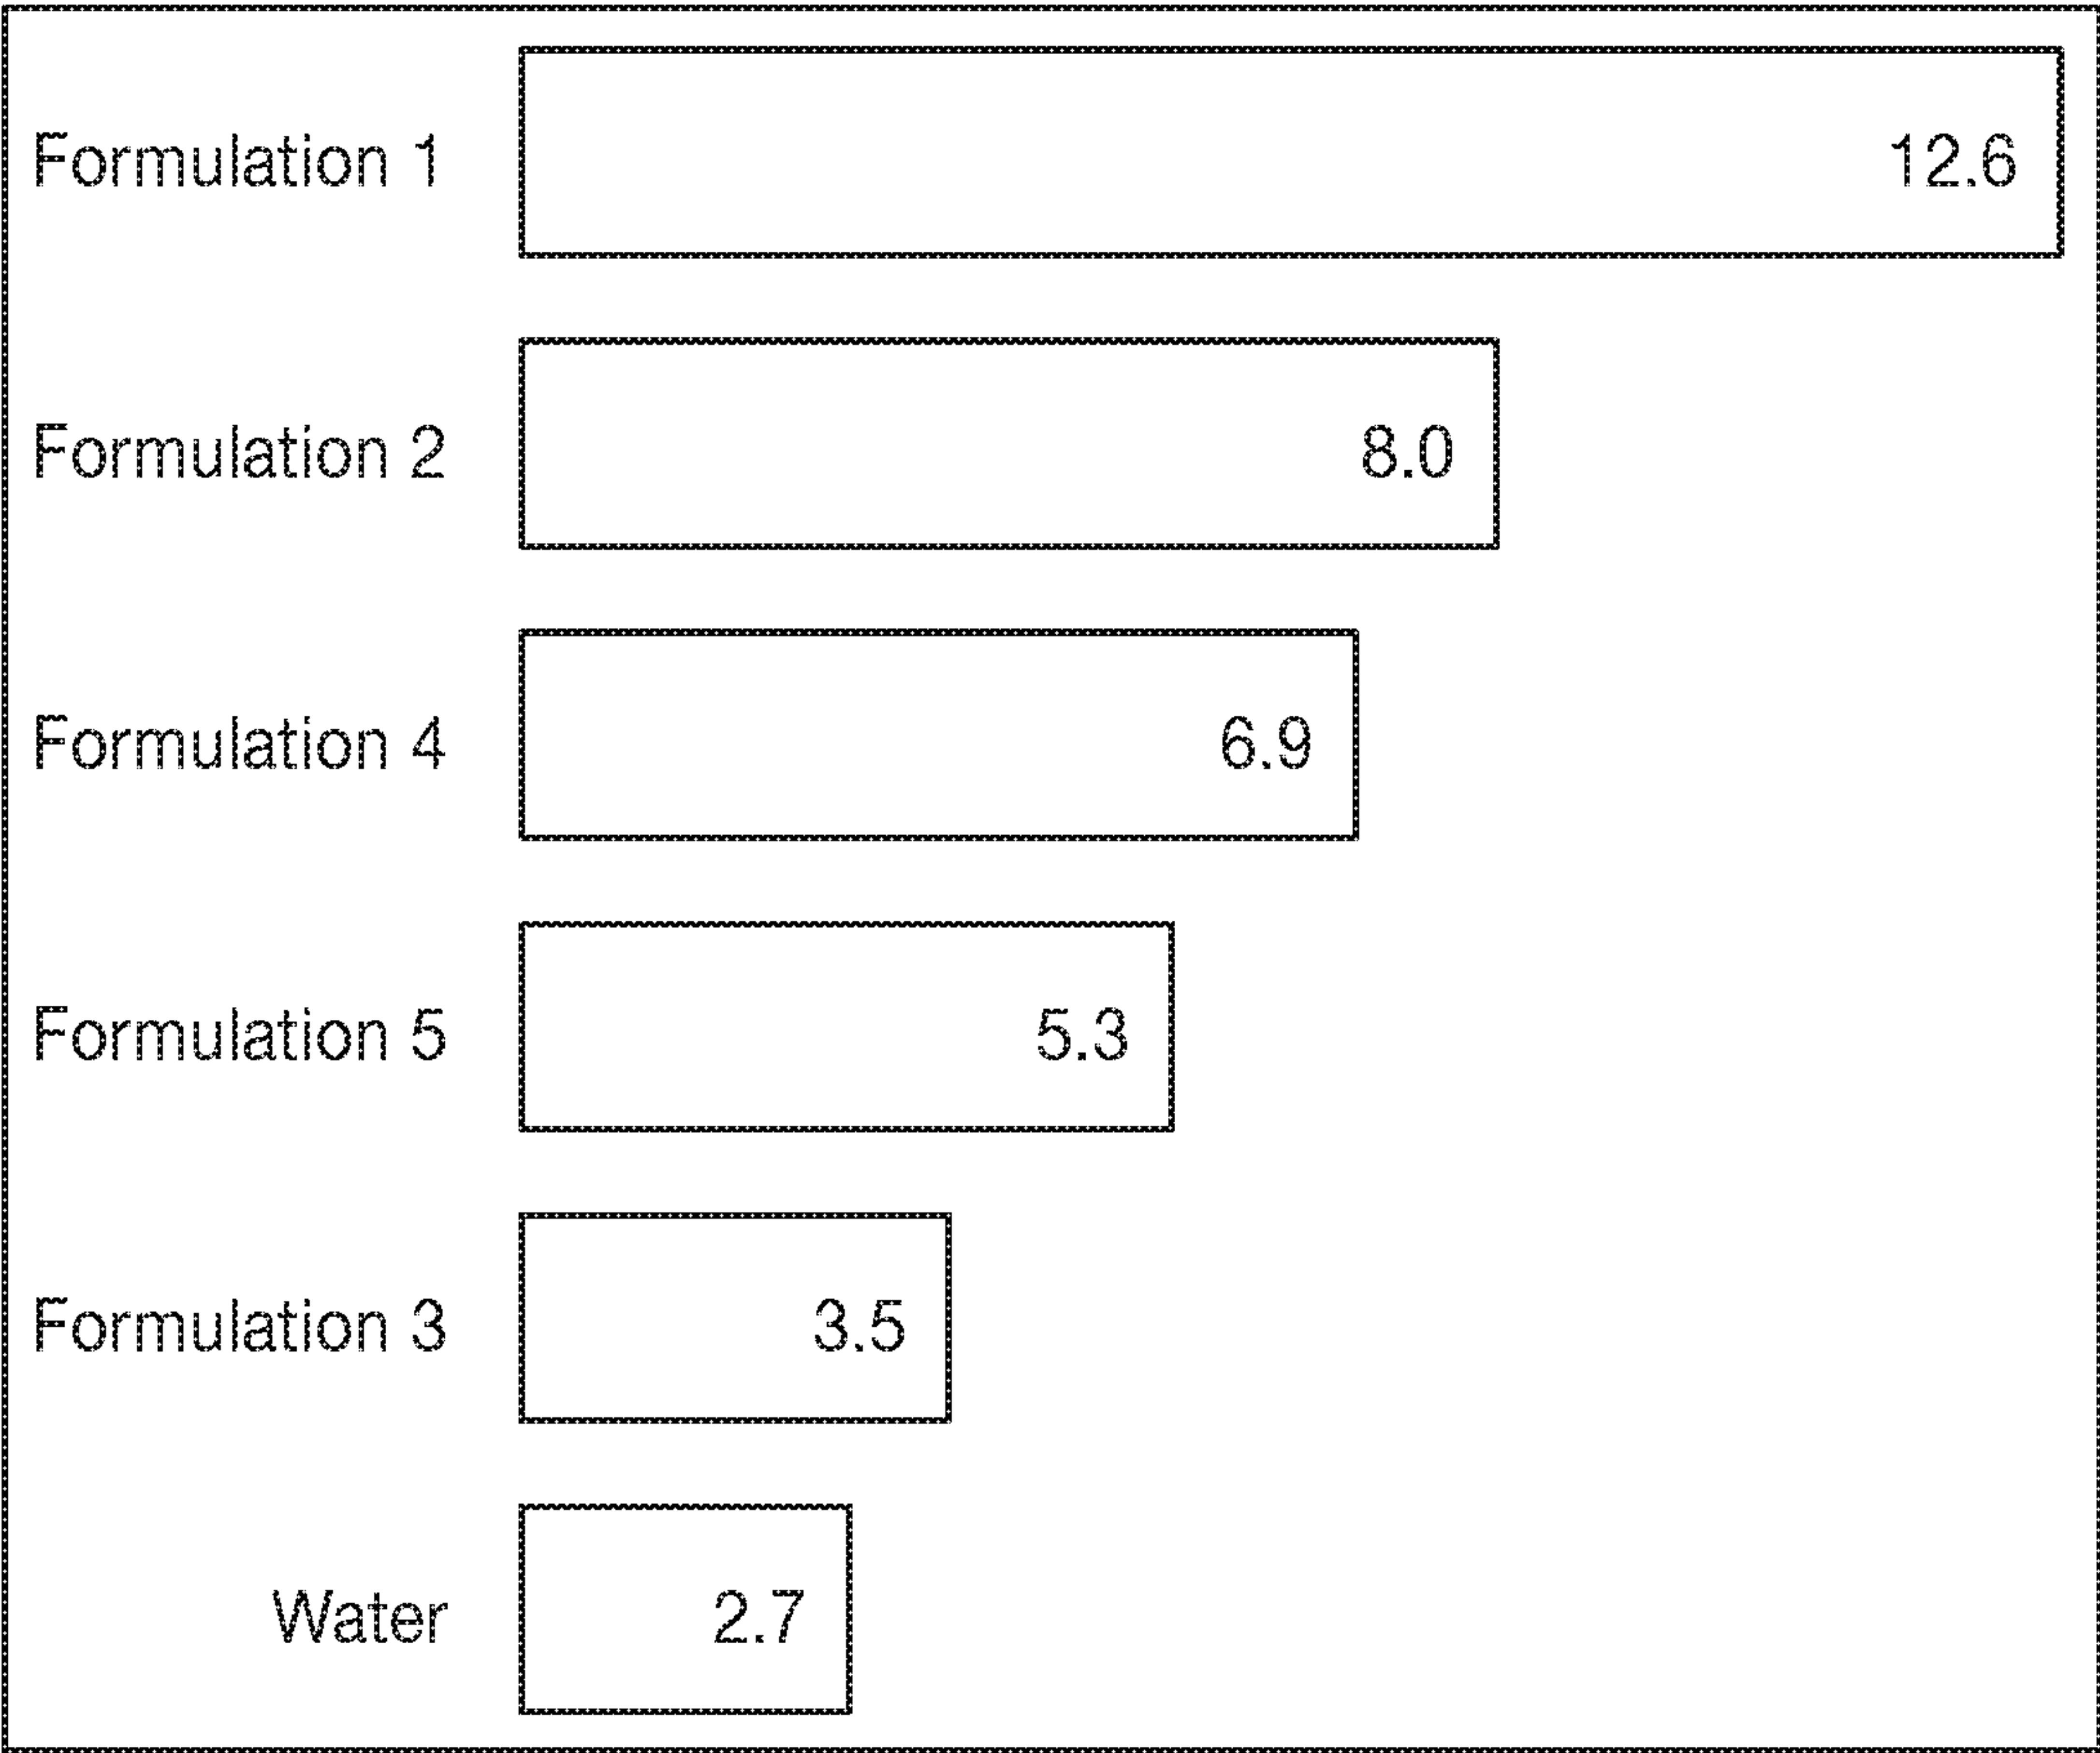 Formulation 1 12.6
Formulation 2 8.0
Formulation 4 6.9
Formulation 5 5.3
Formulation 3 3.5
Water 2.7